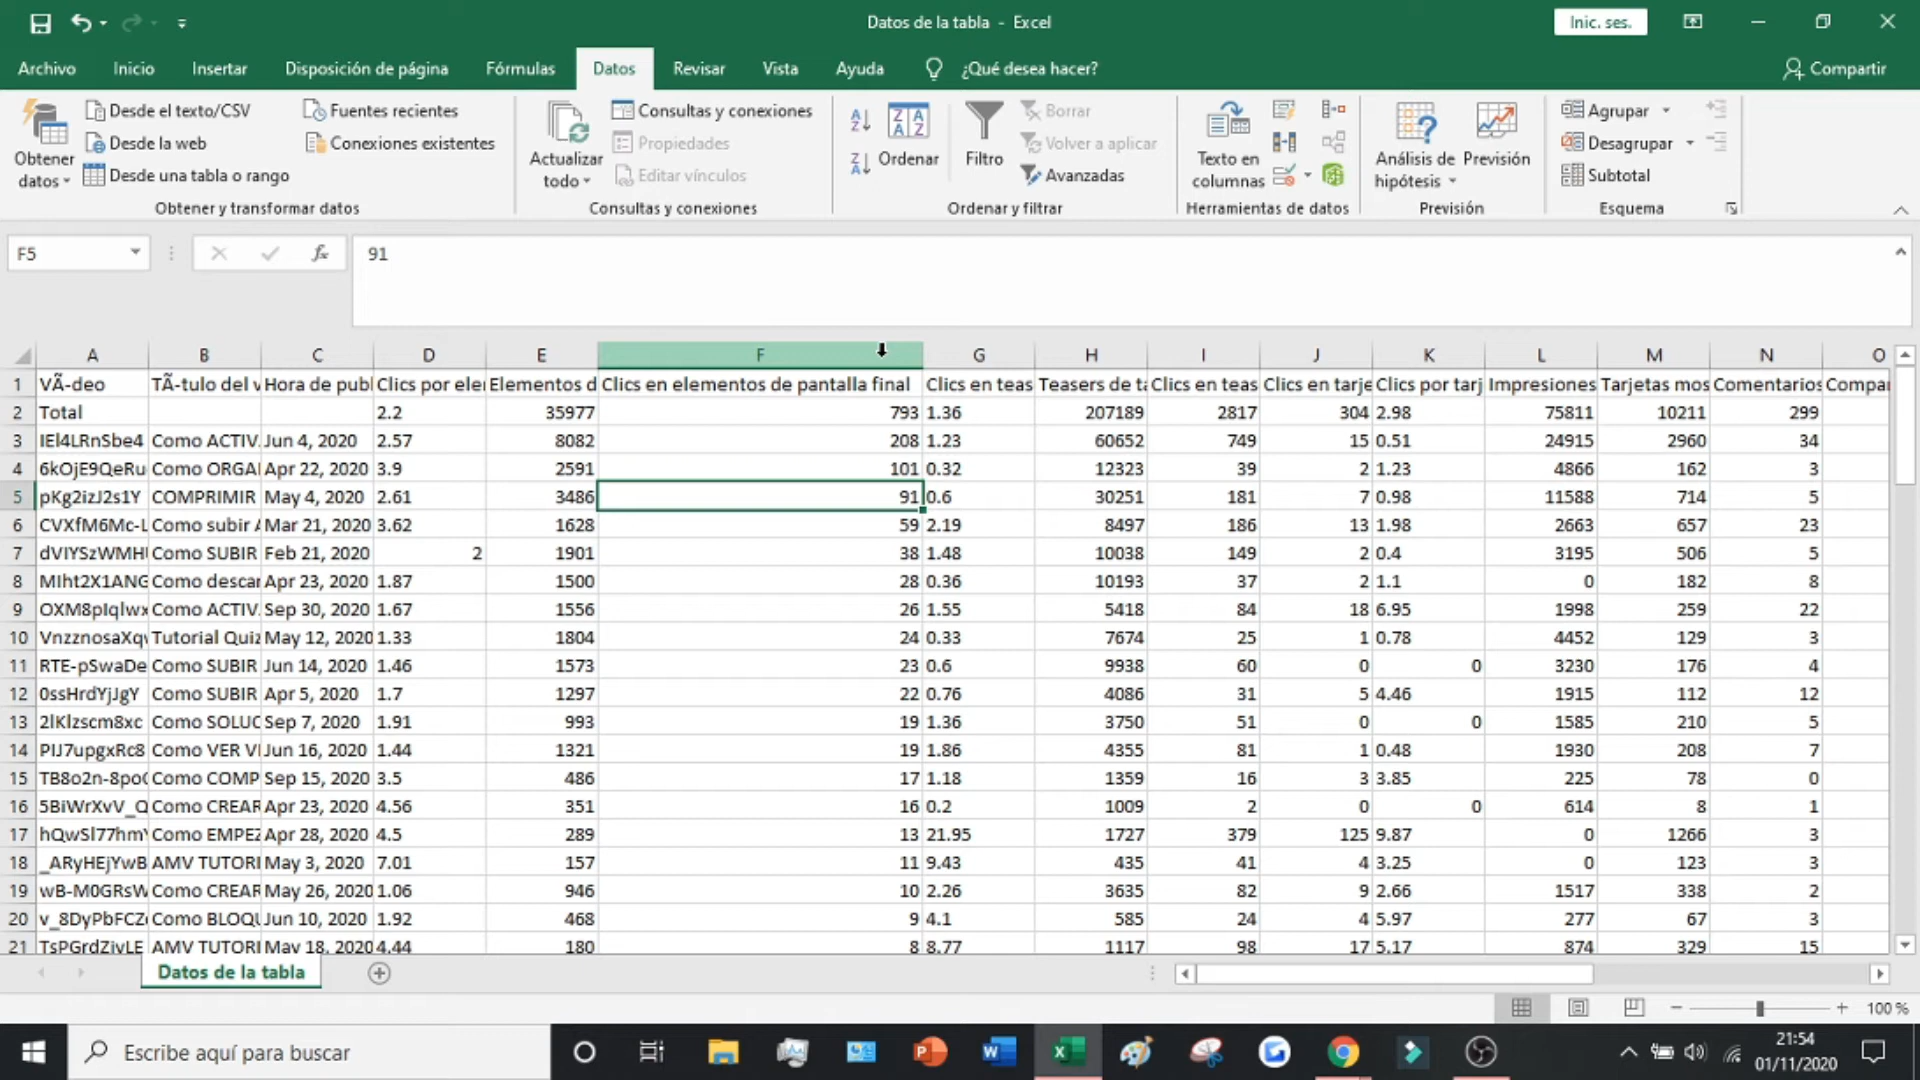 Datos de la tabla - Excel
Inic. ses.
Archivo Inicio Insertar Disposición de página Fórmulas Datos Revisar Vista Ayuda ¿Qué desea hacer? Compartir
Obtener datos
Desde el texto/CSV
Desde la web
Desde una tabla o rango
Fuentes recientes
Conexiones existentes
Obtener y transformar datos
Actualizar todo
Consultas y conexiones
Propiedades
Editar vínculos
Consultas y conexiones
Ordenar
Filtro
Borrar
Volver a aplicar
Avanzadas
Ordenar y filtrar
Texto en columnas
Herramientas de datos
Análisis de hipótesis
Previsión
Previsión
Agrupar
Desagrupar
Subtotal
Esquema
F5 fx 91
A B C D E F G H I J K L M N O
1 VÃ-deo TÃ-tulo del v Hora de publ Clics por eler Elementos d Clics en elementos de pantalla final Clics en teas Teasers de ta Clics en teas Clics en tarje Clics por tarj Impresiones Tarjetas mos Comentarios Compar
2 Total 2.2 35977 793 1.36 207189 2817 304 2.98 75811 10211 299
3 IEl4LRnSbe4 Como ACTIV. Jun 4, 2020 2.57 8082 208 1.23 60652 749 15 0.51 24915 2960 34
4 6kOjE9QeRu Como ORGA Apr 22, 2020 3.9 2591 101 0.32 12323 39 2 1.23 4866 162 3
5 pKg2izJ2s1Y COMPRIMIR May 4, 2020 2.61 3486 91 0.6 30251 181 7 0.98 11588 714 5
6 CVXfM6Mc-L Como subir A Mar 21, 2020 3.62 1628 59 2.19 8497 186 13 1.98 2663 657 23
7 dVIYSzWMH Como SUBIR Feb 21, 2020 2 1901 38 1.48 10038 149 2 0.4 3195 506 5
8 MIht2X1ANG Como descar Apr 23, 2020 1.87 1500 28 0.36 10193 37 2 1.1 0 182 8
9 OXM8pIqlwx Como ACTIV. Sep 30, 2020 1.67 1556 26 1.55 5418 84 18 6.95 1998 259 22
10 VnzznosaXqv Tutorial Quiz May 12, 2020 1.33 1804 24 0.33 7674 25 1 0.78 4452 129 3
11 RTE-pSwaDe Como SUBIR Jun 14, 2020 1.46 1573 23 0.6 9938 60 0 0 3230 176 4
12 0ssHrdYjJgY Como SUBIR Apr 5, 2020 1.7 1297 22 0.76 4086 31 5 4.46 1915 112 12
13 2lKlzscm8xc Como SOLUC Sep 7, 2020 1.91 993 19 1.36 3750 51 0 0 1585 210 5
14 PIJ7upgxRc8 Como VER VI Jun 16, 2020 1.44 1321 19 1.86 4355 81 1 0.48 1930 208 7
15 TB8o2n-8po Como COMP Sep 15, 2020 3.5 486 17 1.18 1359 16 3 3.85 225 78 0
16 5BiWrXvV_Q Como CREAR Apr 23, 2020 4.56 351 16 0.2 1009 2 0 0 614 8 1
17 hQwSl77hm Como EMPEZ Apr 28, 2020 4.5 289 13 21.95 1727 379 125 9.87 0 1266 3
18 _ARyHEjYwB AMV TUTORI May 3, 2020 7.01 157 11 9.43 435 41 4 3.25 0 123 3
19 wB-M0GRsW Como CREAR May 26, 2020 1.06 946 10 2.26 3635 82 9 2.66 1517 338 2
20 v_8DyPbFCZ Como BLOQU Jun 10, 2020 1.92 468 9 4.1 585 24 4 5.97 277 67 3
21 TsPGrdZivLE AMV TUTORI May 18, 2020 4.44 180 8 8.77 1117 98 17 5.17 874 329 15
Datos de la tabla
100 %
Escribe aquí para buscar
21:54
01/11/2020